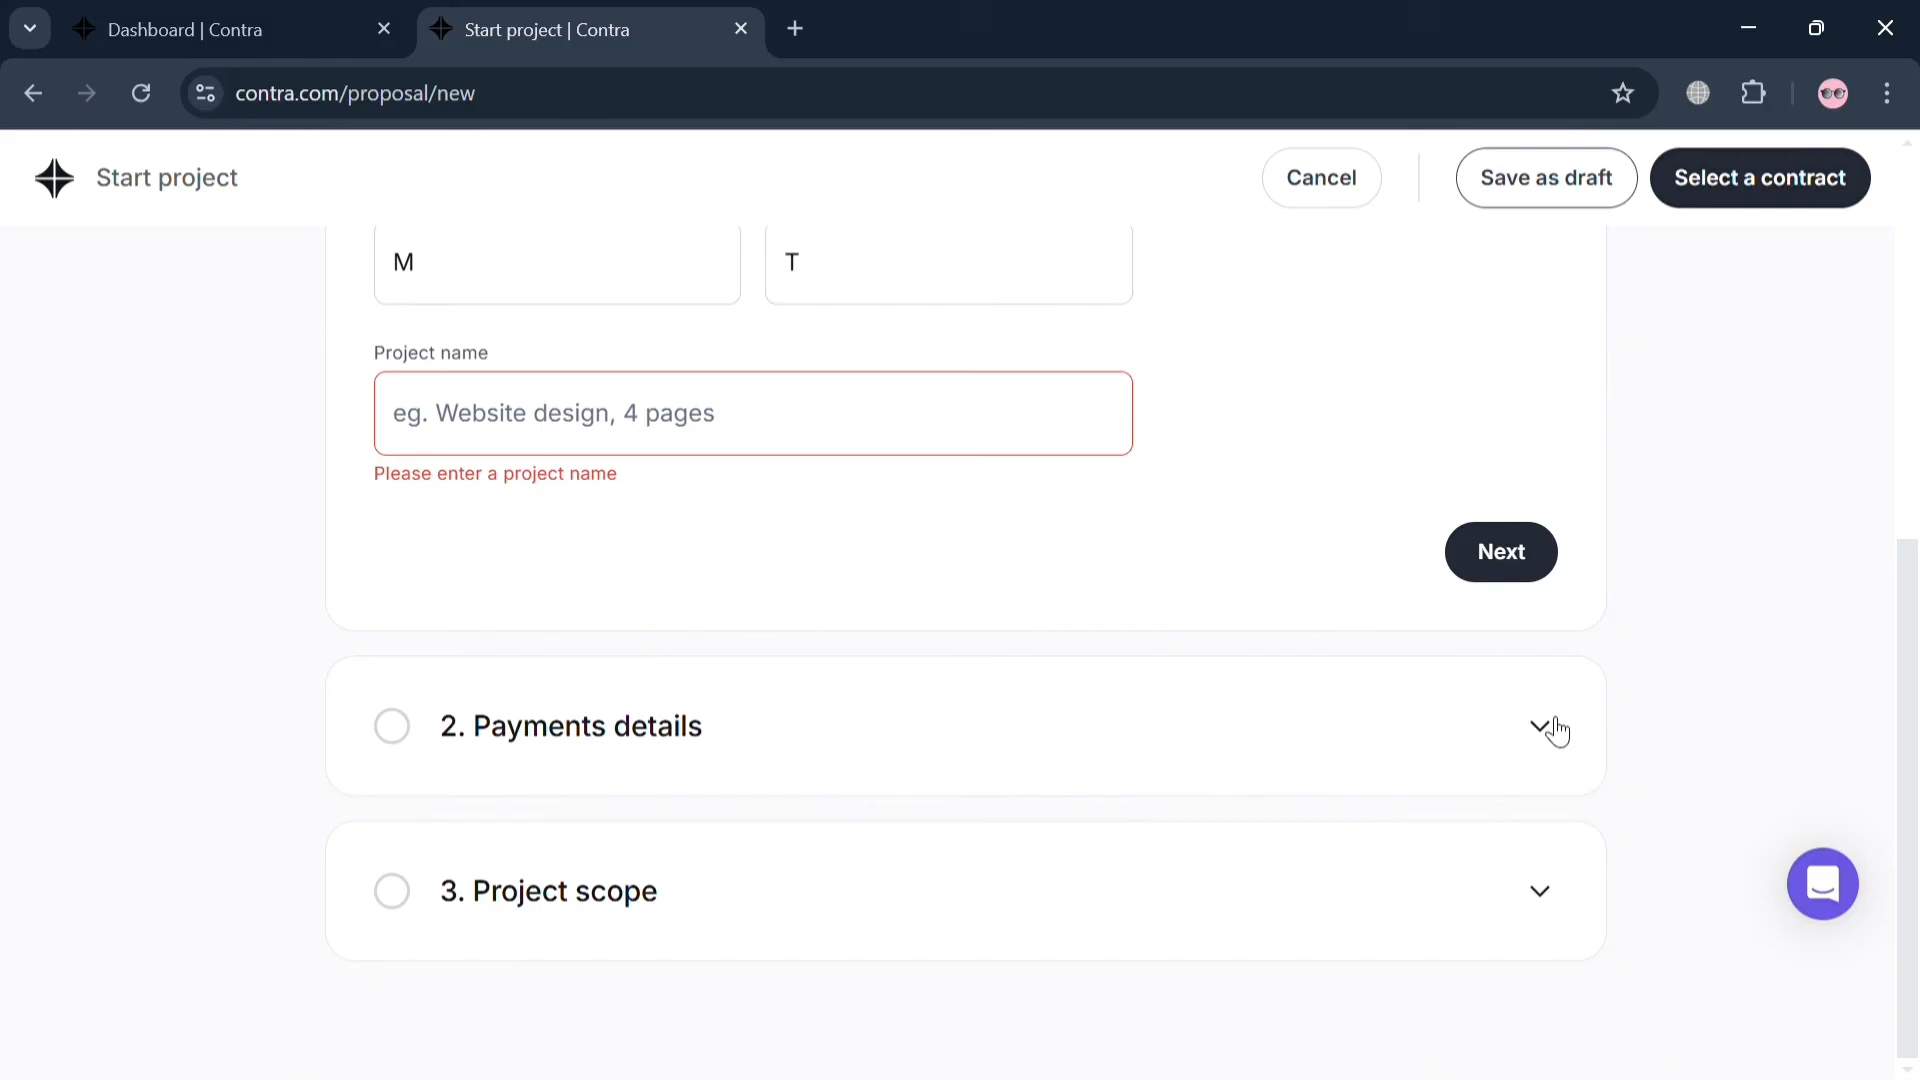 Dashboard | Contra
Start project | Contra
contra.com/proposal/new
Start project
Cancel
Save as draft
Select a contract
M
T
Project name
eg. Website design, 4 pages
Please enter a project name
Next
2. Payments details
3. Project scope